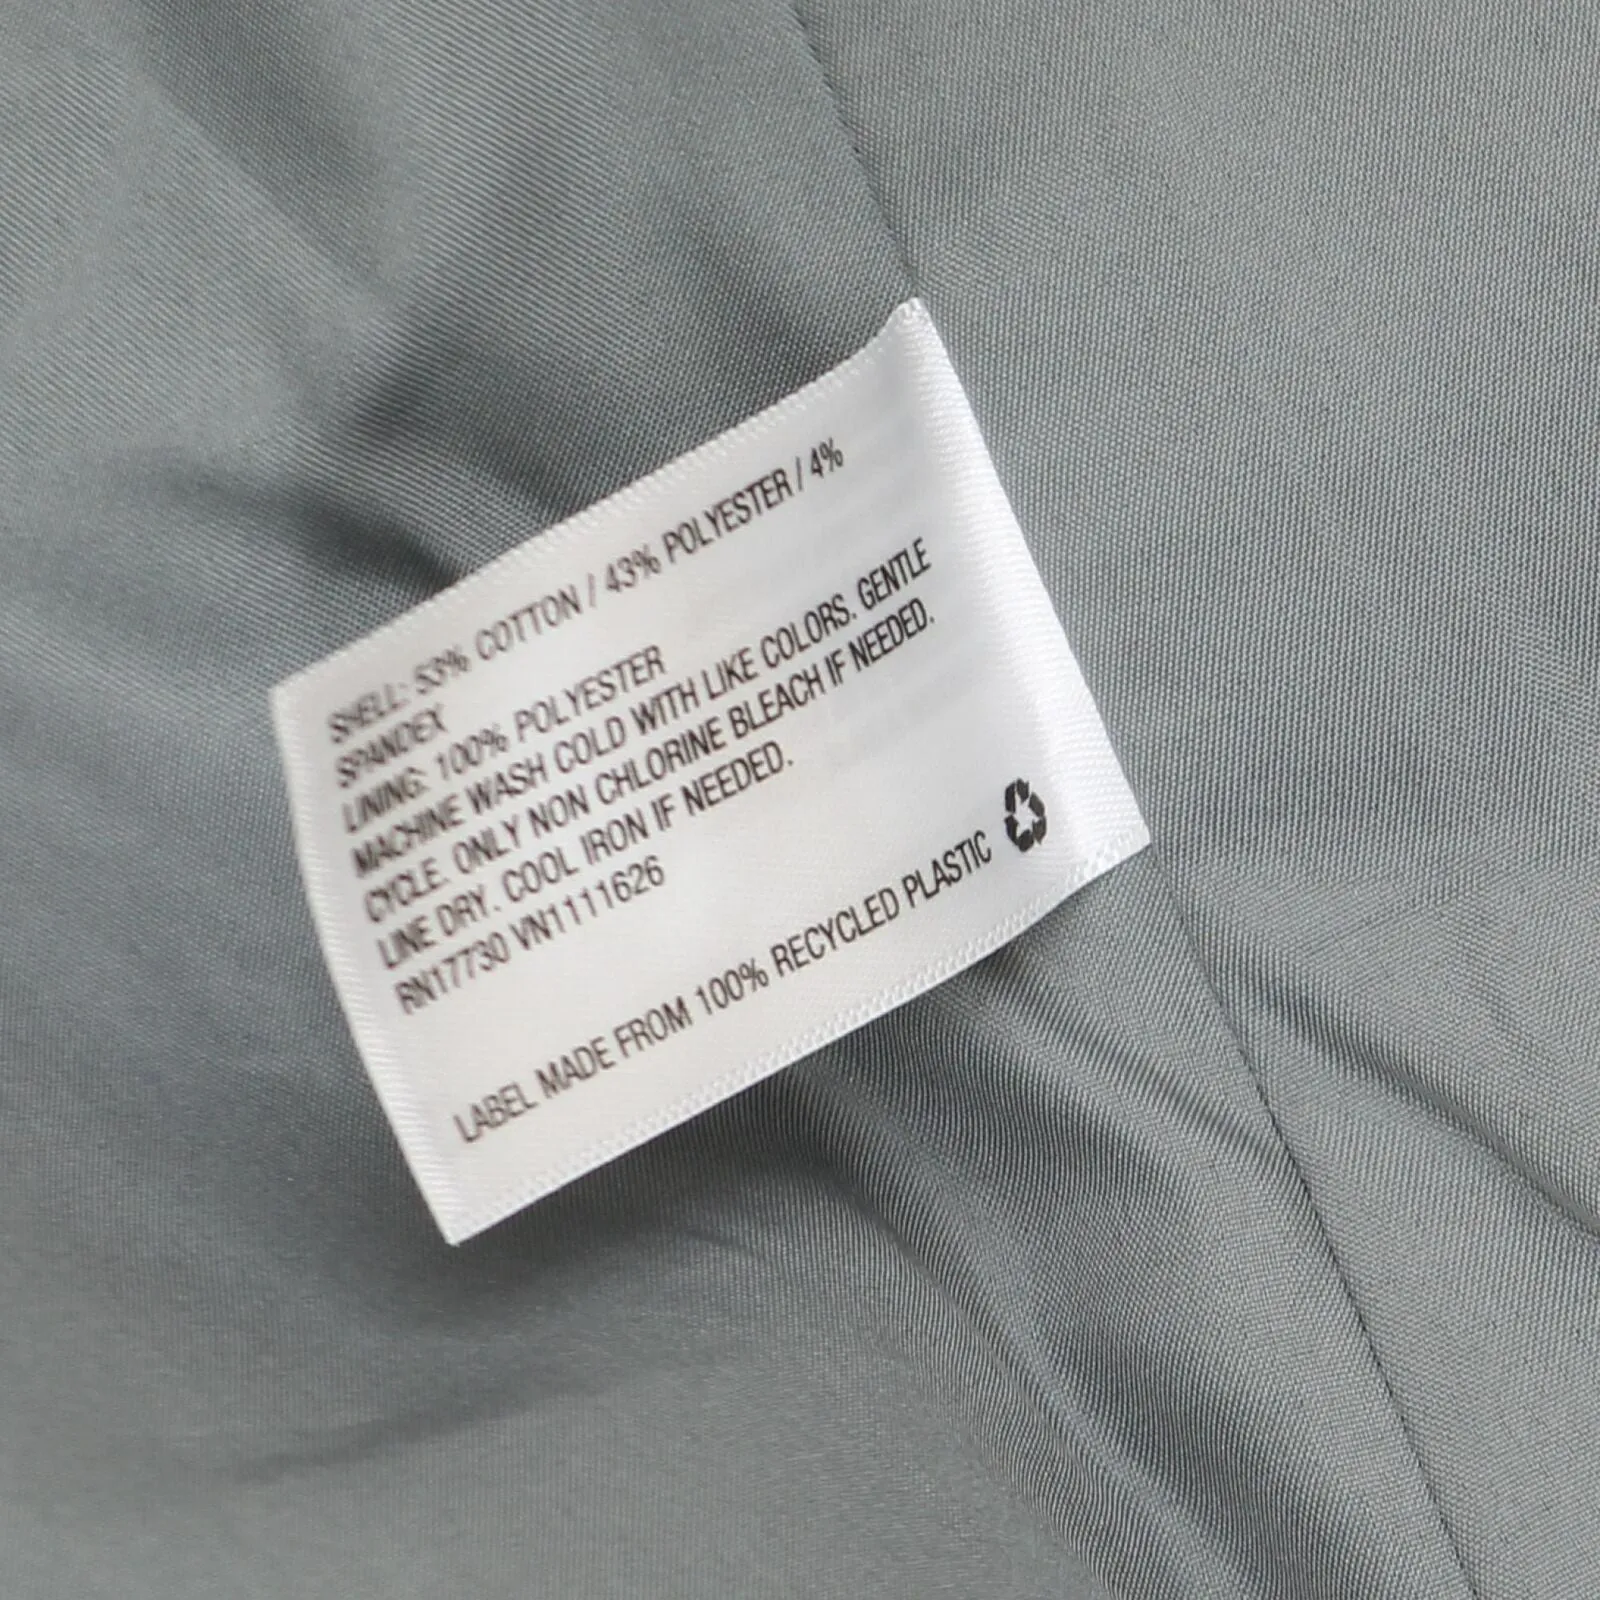 SHELL: 53% COTTON / 43% POLYESTER / 4%
SPANDEX
LINING: 100% POLYESTER
MACHINE WASH COLD WITH LIKE COLORS. GENTLE
CYCLE. ONLY NON CHLORINE BLEACH IF NEEDED.
LINE DRY. COOL IRON IF NEEDED.
RN17730 VN1111626
LABEL MADE FROM 100% RECYCLED PLASTIC